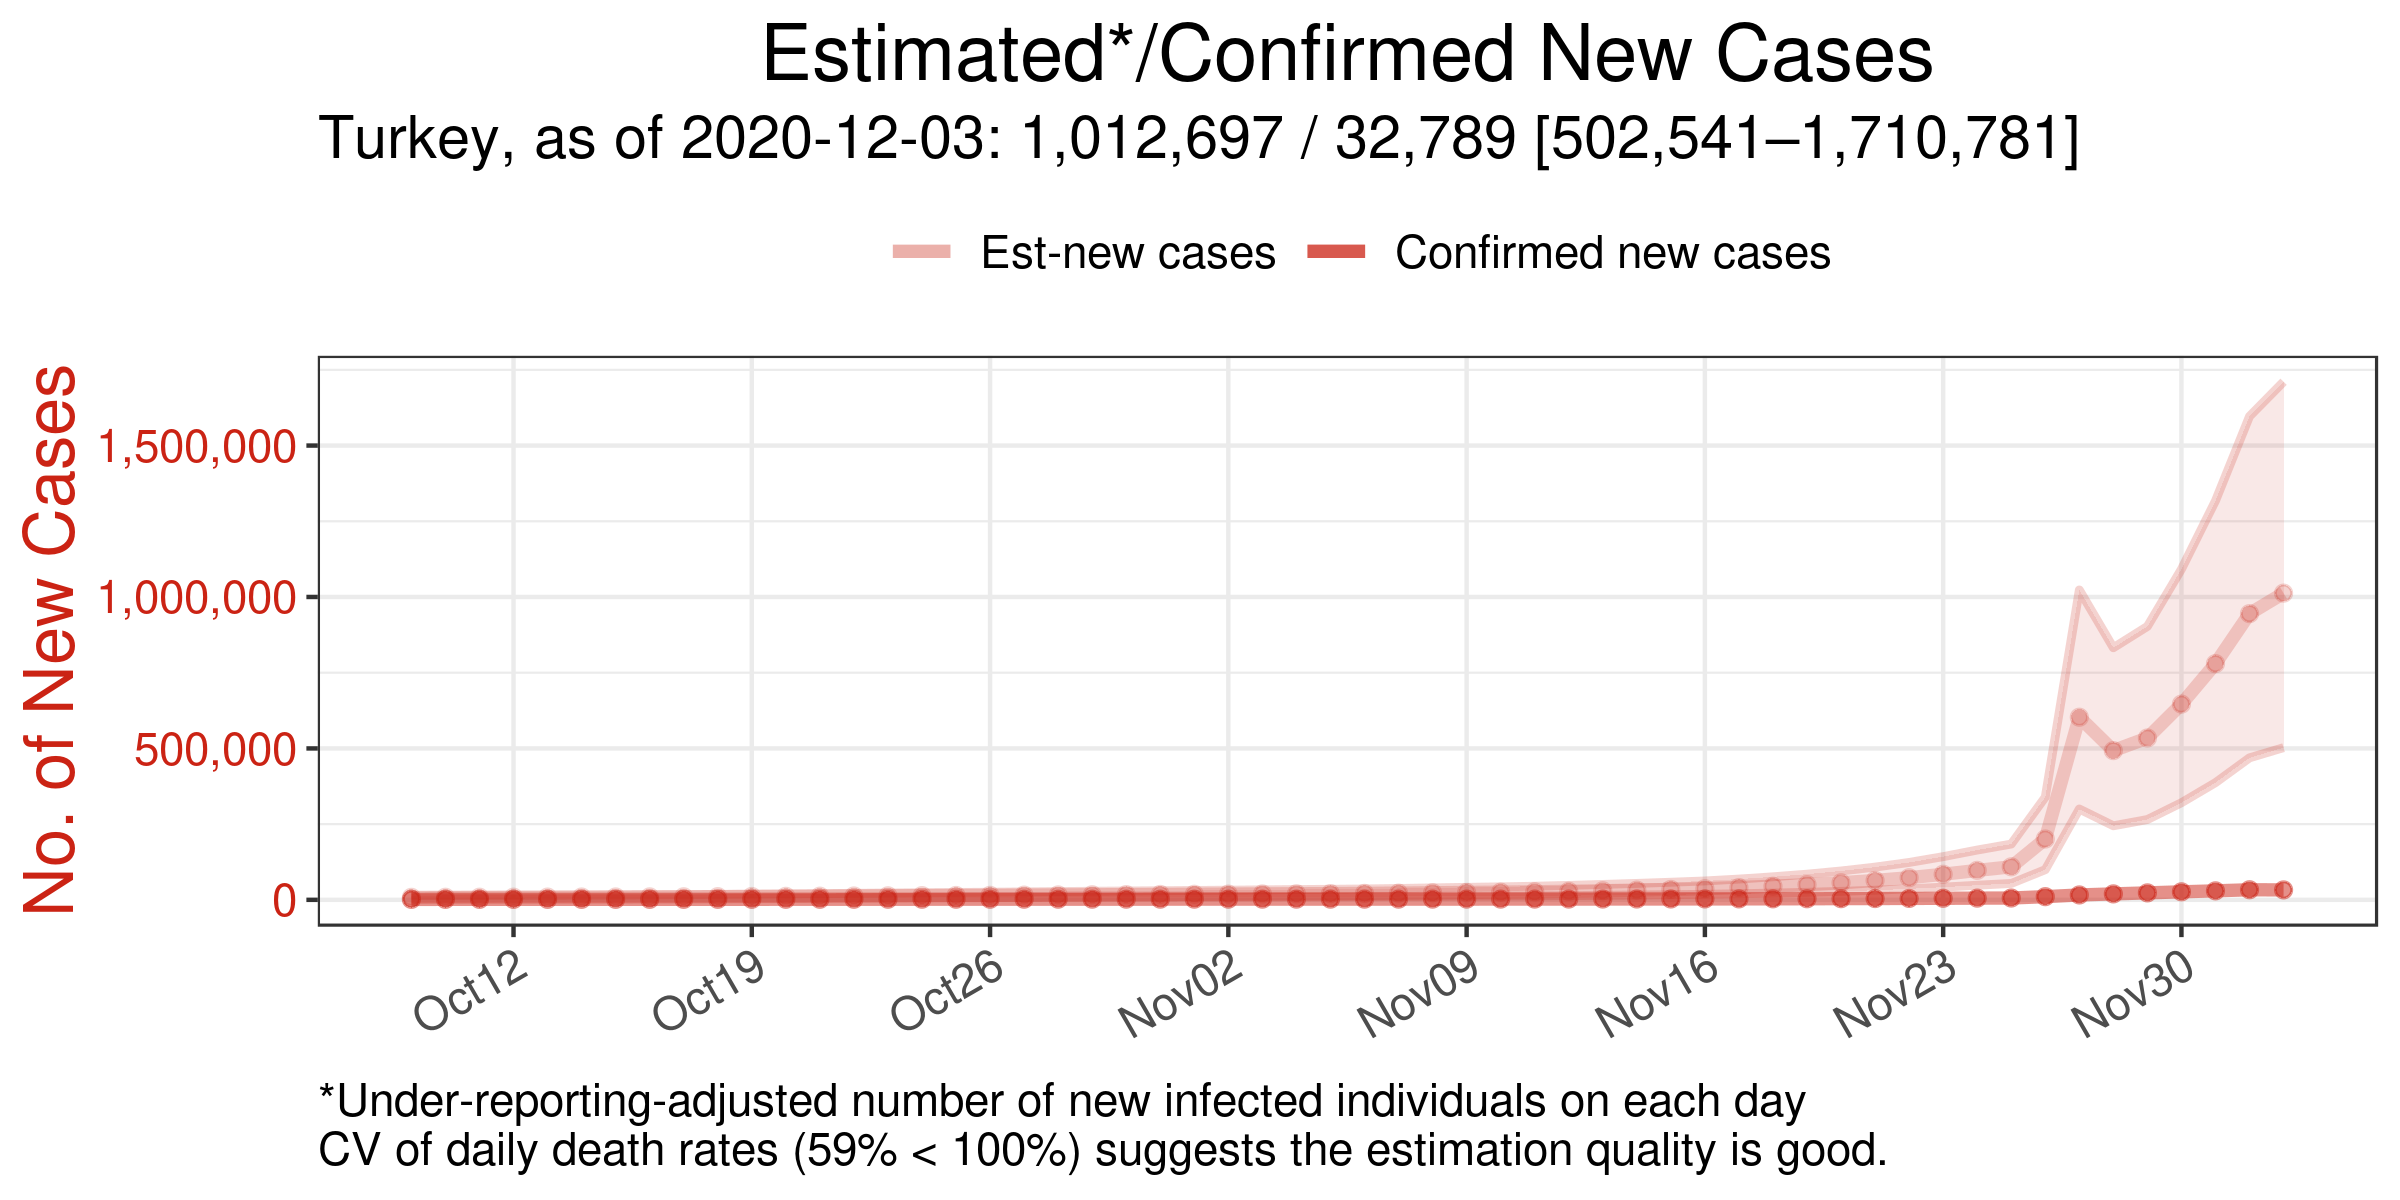 Estimated*/Confirmed New Cases
Turkey, as of 2020-12-03: 1,012,697 / 32,789 [502,541–1,710,781]
Est-new cases
Confirmed new cases
No. of New Cases
1,500,000
1,000,000
500,000
0
Oct12
Oct19
Oct26
Nov02
Nov09
Nov16
Nov23
Nov30
*Under-reporting-adjusted number of new infected individuals on each day
CV of daily death rates (59% < 100%) suggests the estimation quality is good.